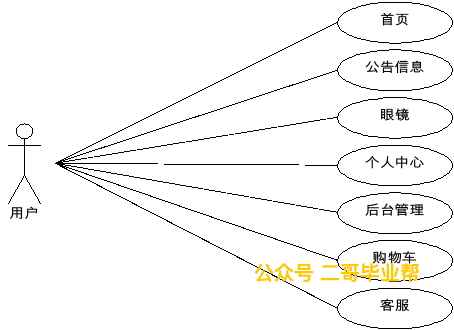 首页
公告信息
眼镜
个人中心
用户
后台管理
购物车
公众号 二哥毕业帮
客服